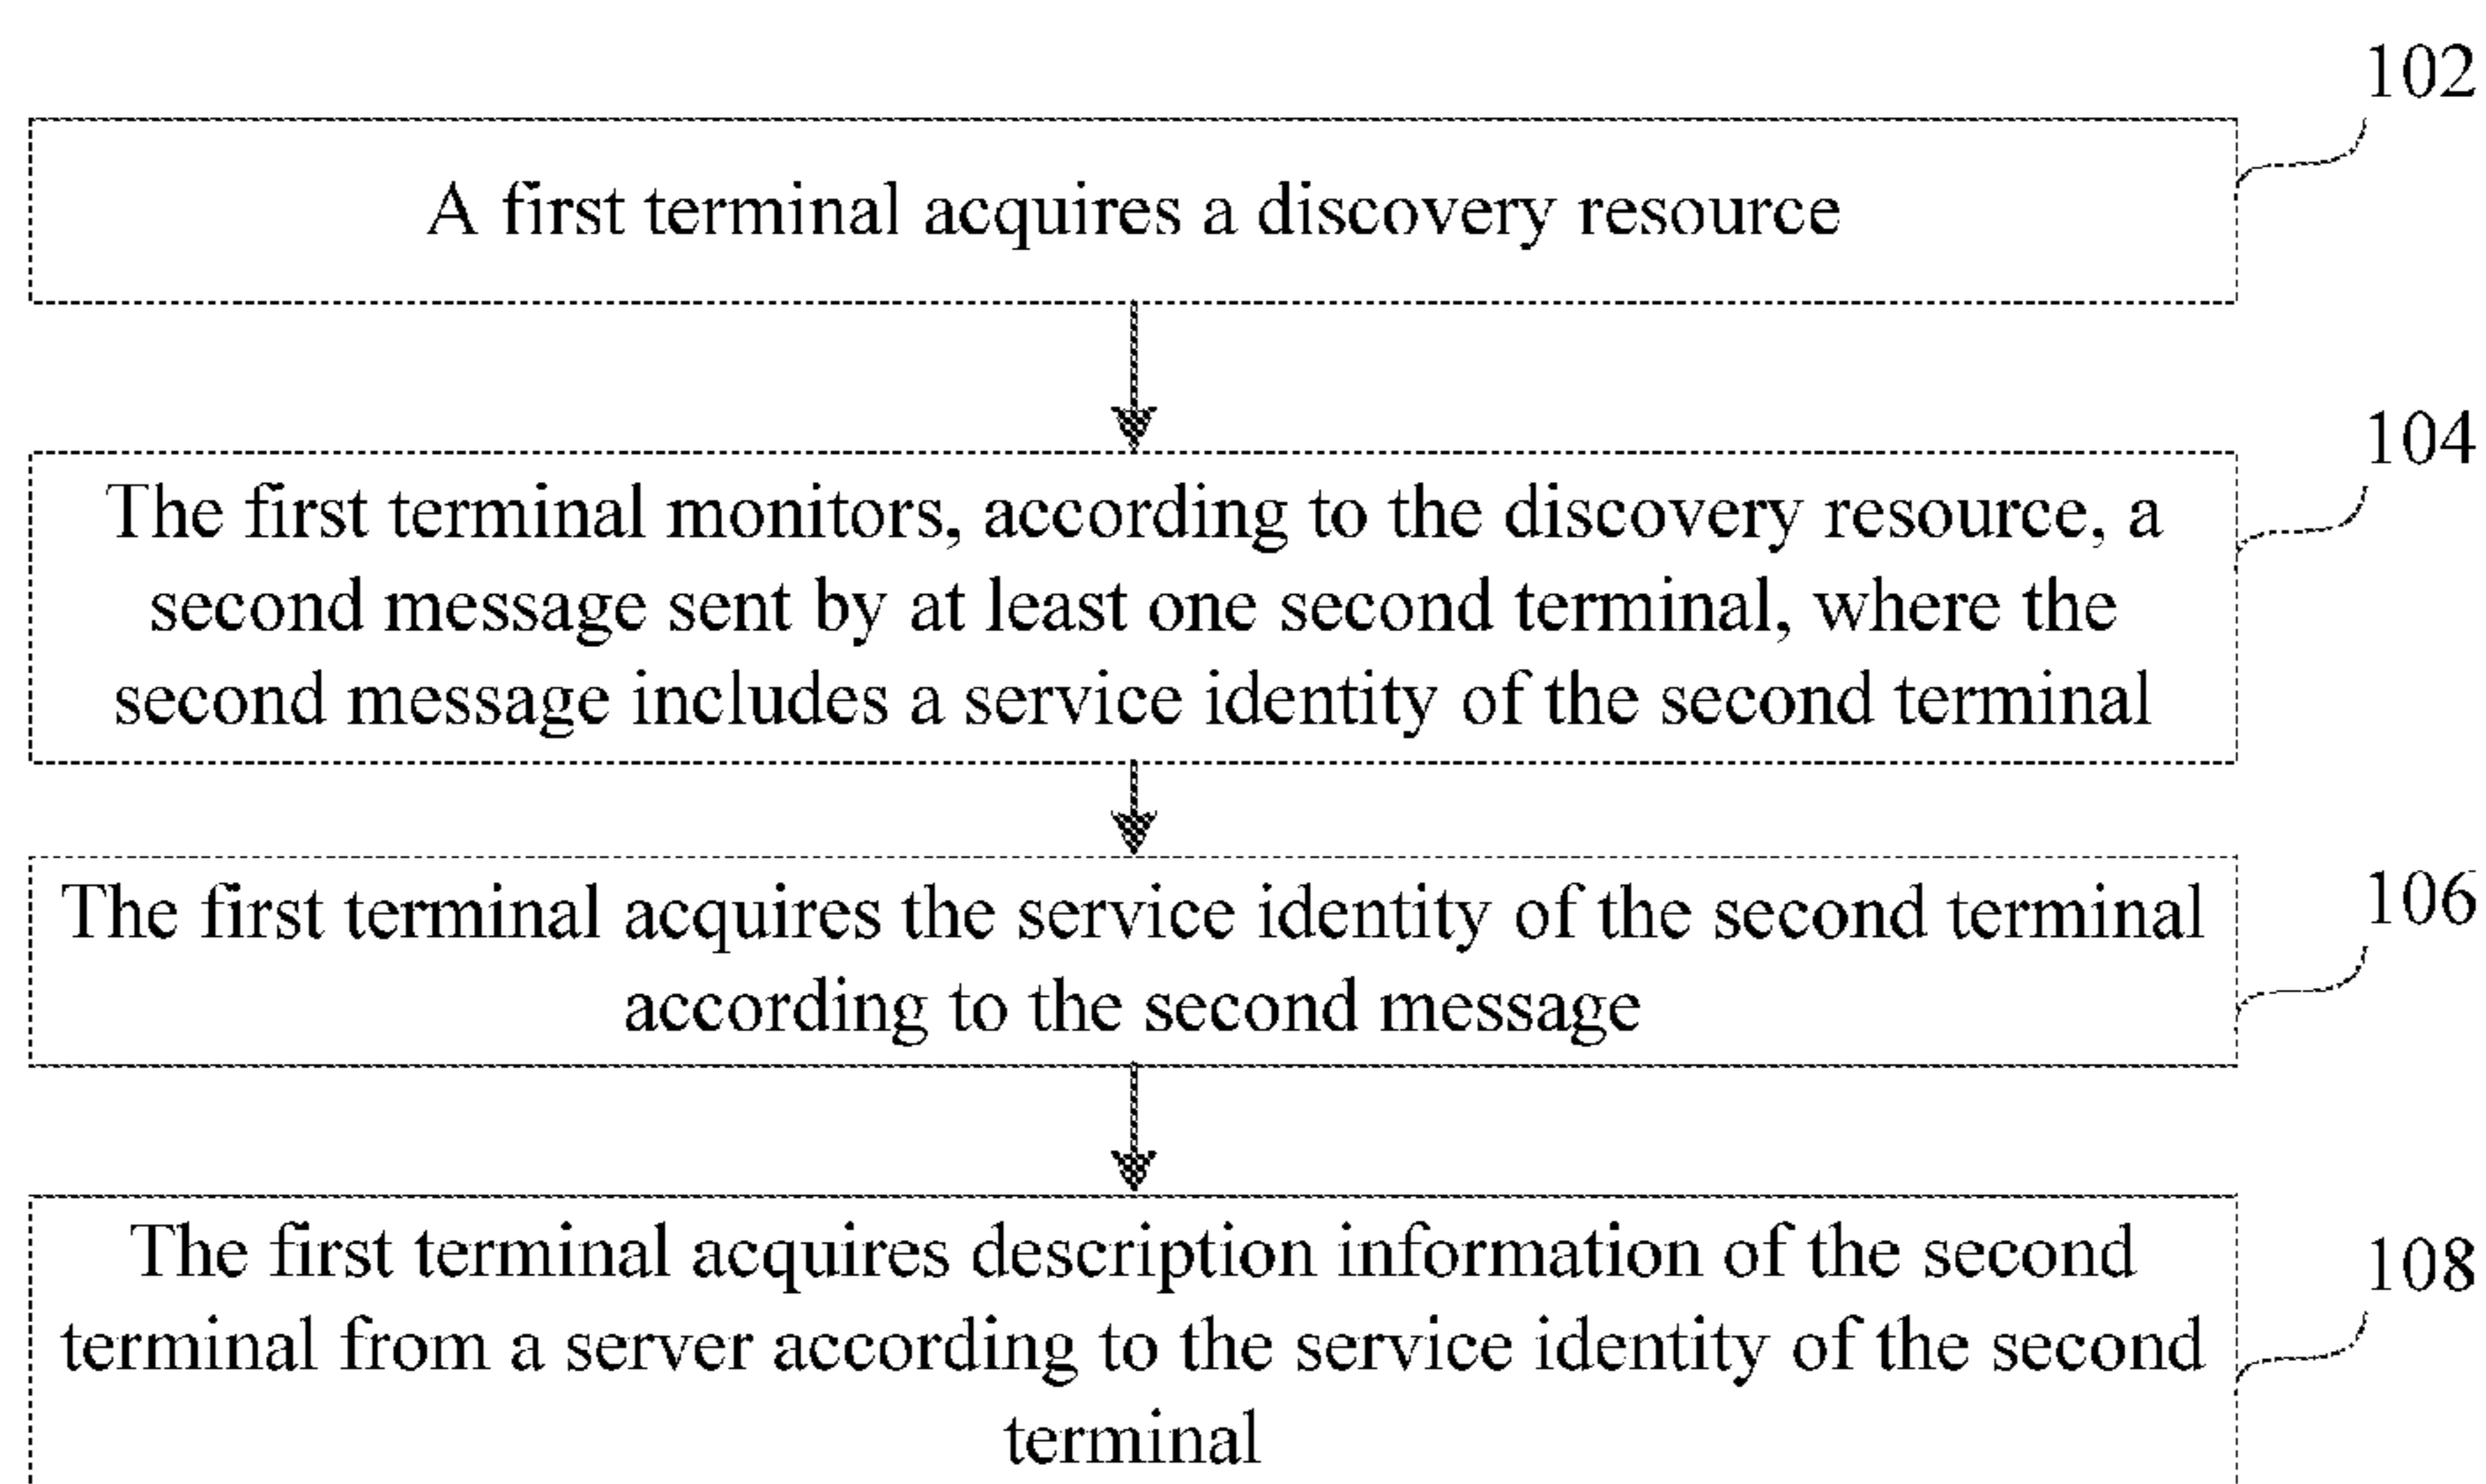 102
A first terminal acquires a discovery resource
104
The first terminal monitors, according to the discovery resource, a
second message sent by at least one second terminal, where the
second message includes a service identity of the second terminal
106
The first terminal acquires the service identity of the second terminal
according to the second message
108
The first terminal acquires description information of the second
terminal from a server according to the service identity of the second
terminal